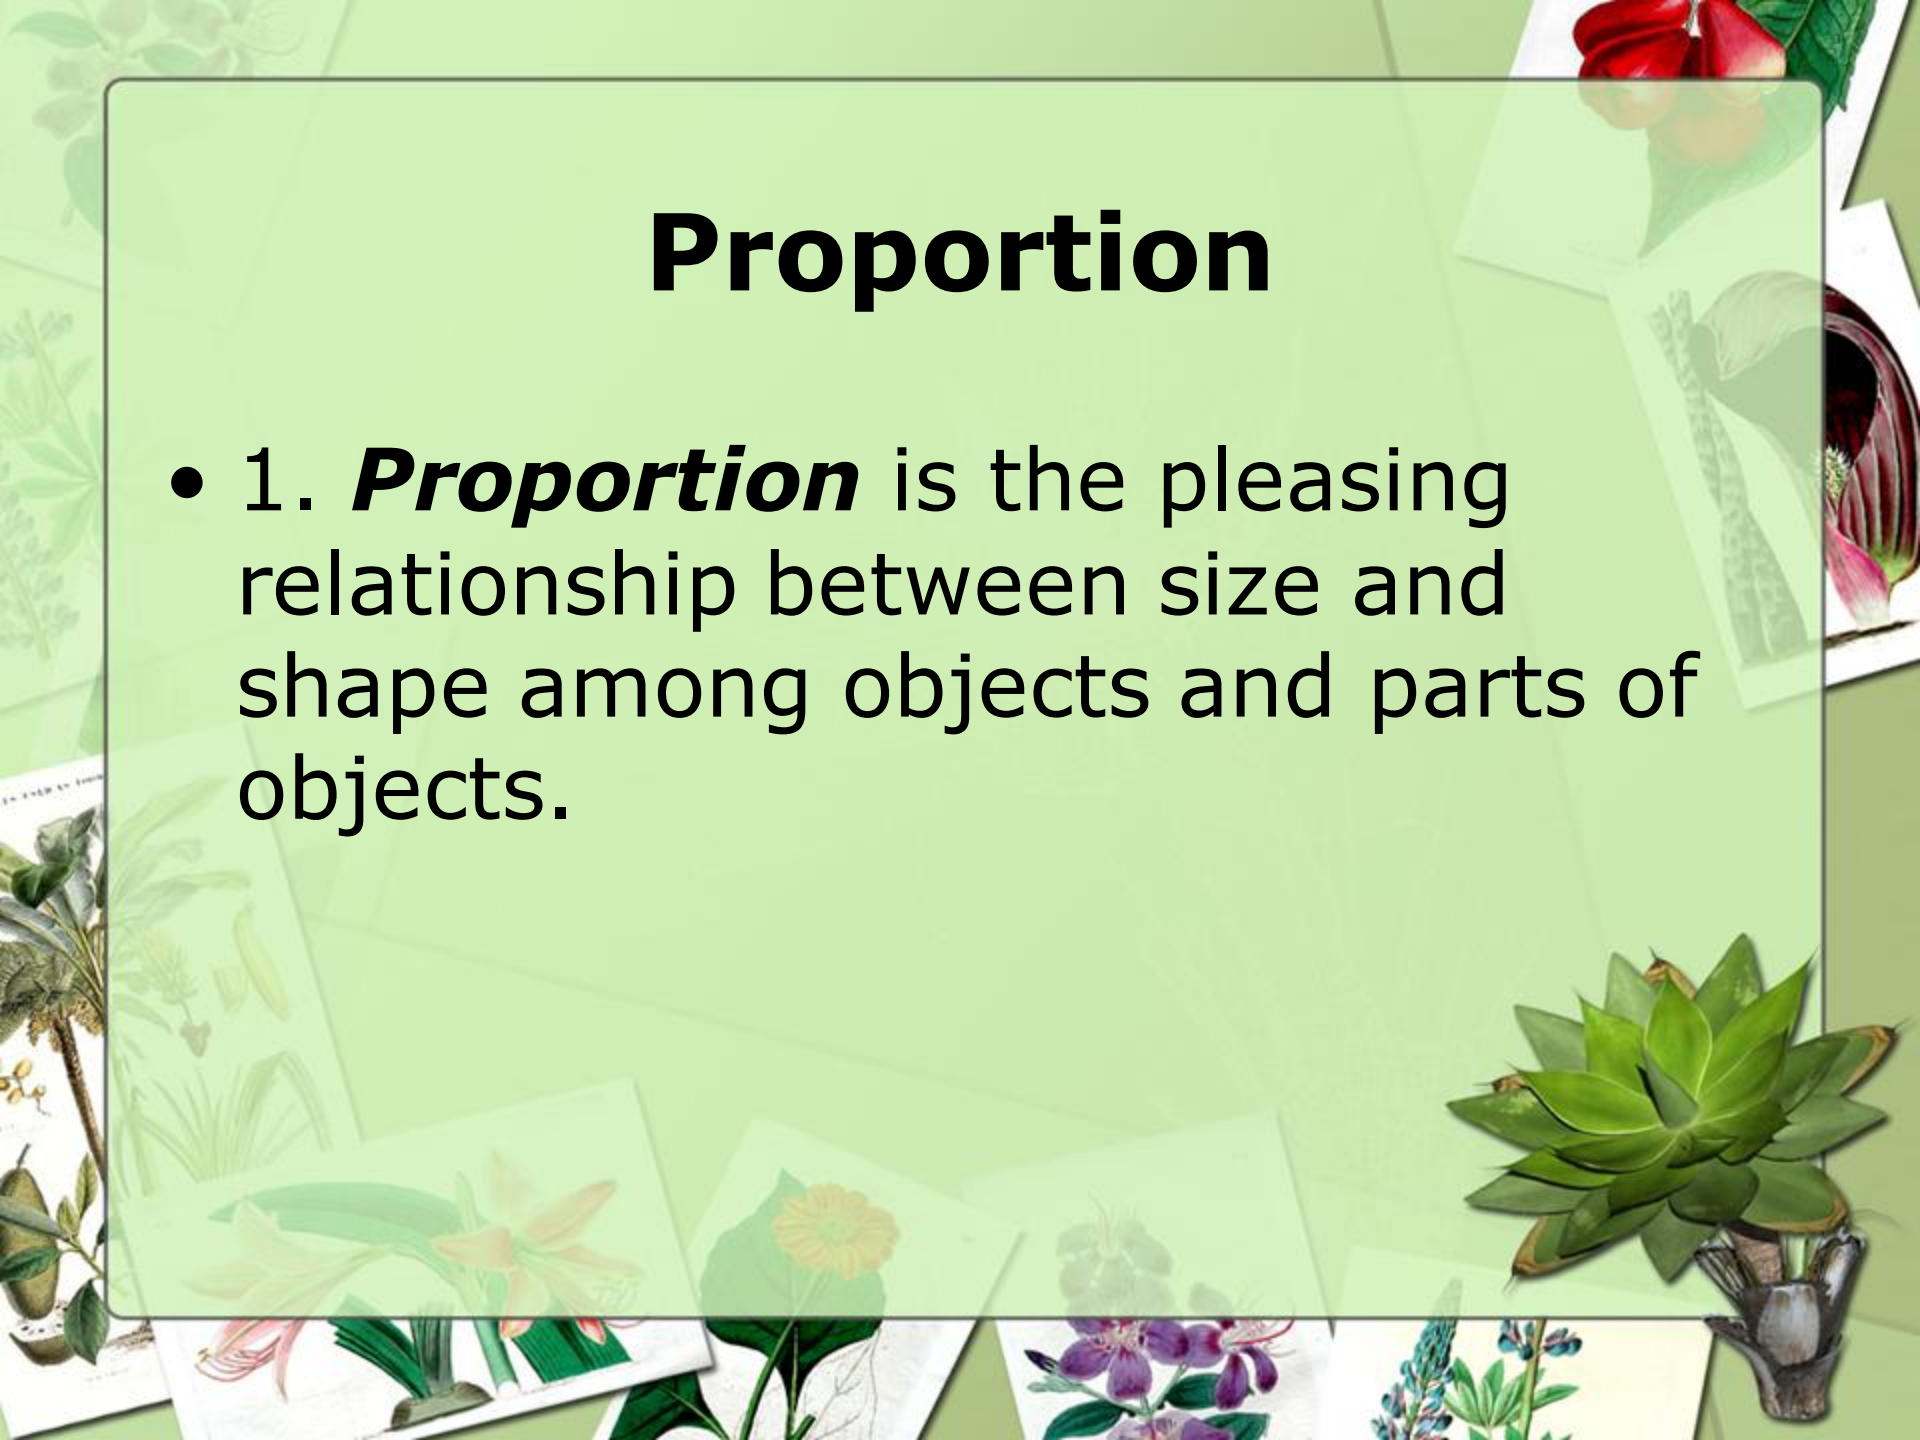 Proportion
• 1. Proportion is the pleasing
relationship between size and
shape among objects and parts of
objects.